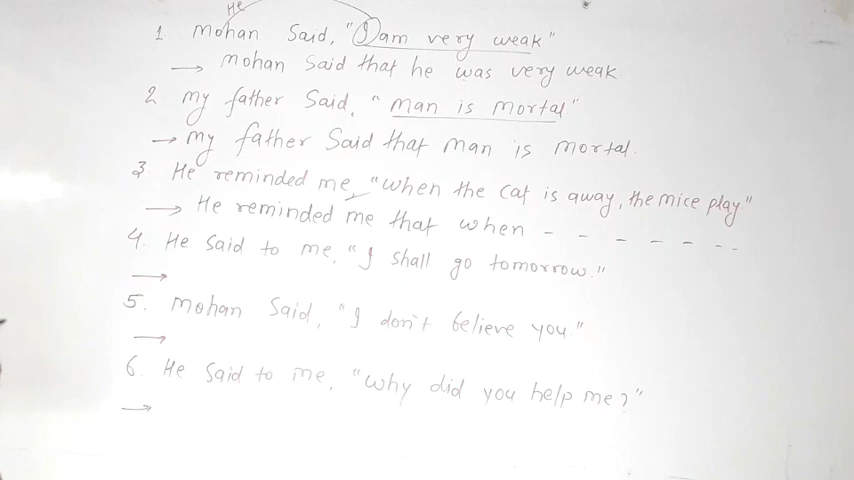 He
1 Mohan Said, "I am very weak"
→ Mohan Said that he was very weak
2 My father Said, "Man is Mortal"
→ My father Said that Man is mortal.
3 He reminded me, "When the Cat is away, the mice play."
→ He reminded me that when - - - - - - -
4. He Said to me, "I shall go tomorrow."
→
5. Mohan Said, "I don't believe you."
→
6. He Said to me, "Why did you help me?"
→